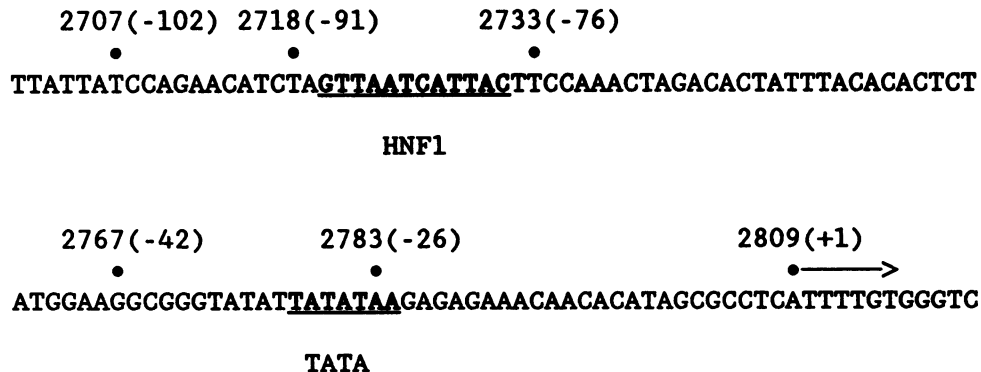 2707(-102) 2718(-91) 2733(-76)
TTATTATCCAGAACATCTAGTTAATCATTACTTCCAAACTAGACACTATTTACACACTCT
HNF1
2767(-42) 2783(-26) 2809(+1)
ATGGAAGGCGGGTATATTATATAAGAGAGAAACAACACATAGCGCCTCATTTTGTGGGTC
TATA